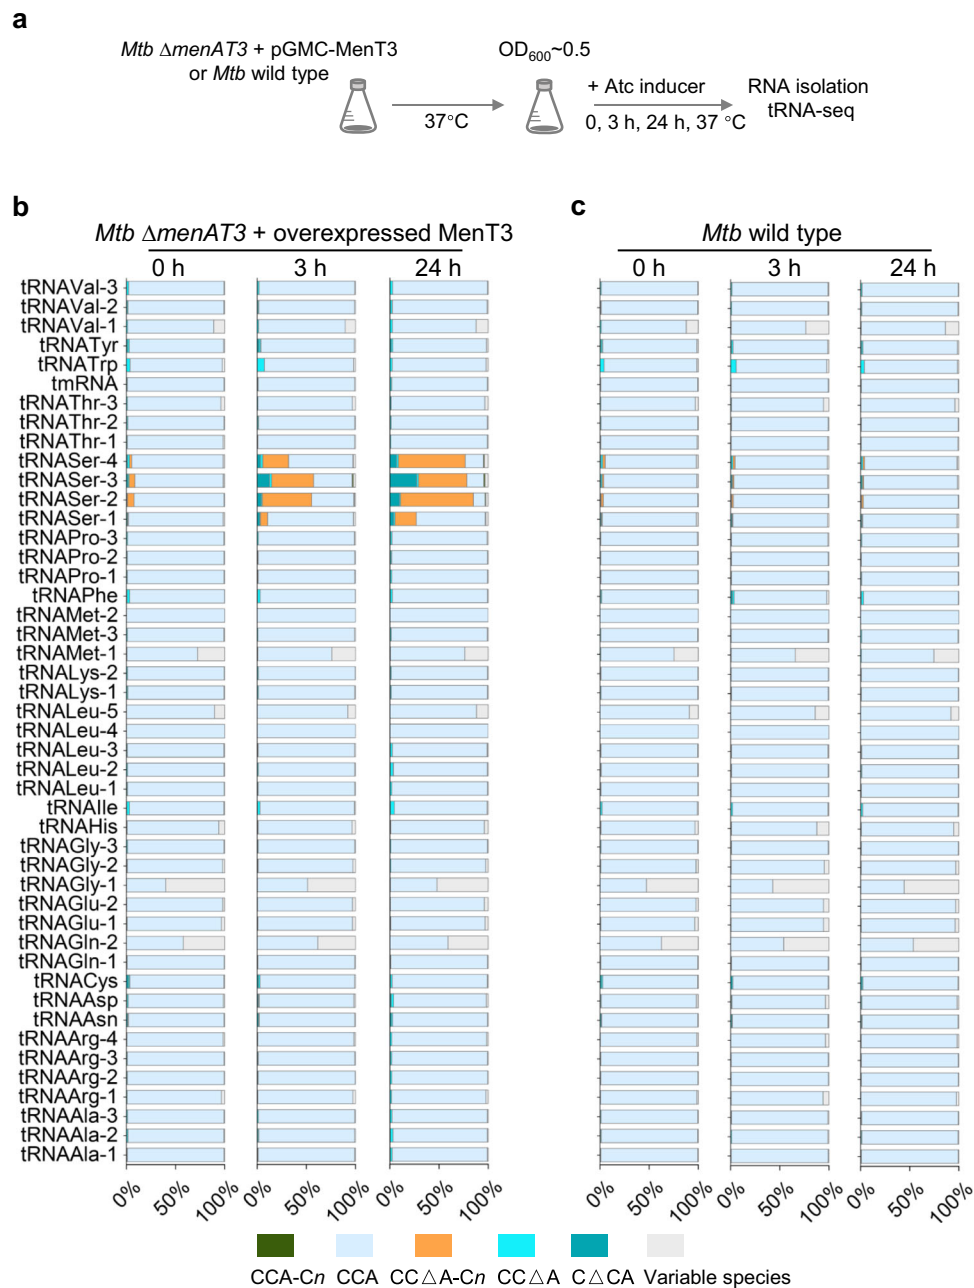 a
Mtb ΔmenAT3 + pGMC-MenT3
or Mtb wild type
37°C
OD600~0.5
+ Atc inducer
0, 3 h, 24 h, 37 °C
RNA isolation
tRNA-seq
b
Mtb ΔmenAT3 + overexpressed MenT3
0 h
3 h
24 h
c
Mtb wild type
0 h
3 h
24 h
tRNAVal-3
tRNAVal-2
tRNAVal-1
tRNATyr
tRNATrp
tmRNA
tRNAThr-3
tRNAThr-2
tRNAThr-1
tRNASer-4
tRNASer-3
tRNASer-2
tRNASer-1
tRNAPro-3
tRNAPro-2
tRNAPro-1
tRNAPhe
tRNAMet-2
tRNAMet-3
tRNAMet-1
tRNALys-2
tRNALys-1
tRNALeu-5
tRNALeu-4
tRNALeu-3
tRNALeu-2
tRNALeu-1
tRNAIle
tRNAHis
tRNAGly-3
tRNAGly-2
tRNAGly-1
tRNAGlu-2
tRNAGlu-1
tRNAGln-2
tRNAGln-1
tRNACys
tRNAAsp
tRNAAsn
tRNAArg-4
tRNAArg-3
tRNAArg-2
tRNAArg-1
tRNAAla-3
tRNAAla-2
tRNAAla-1
0% 50% 100%
0% 50% 100%
0% 50% 100%
0% 50% 100%
0% 50% 100%
0% 50% 100%
CCA-Cn CCA CC△A-Cn CC△A C△CA Variable species